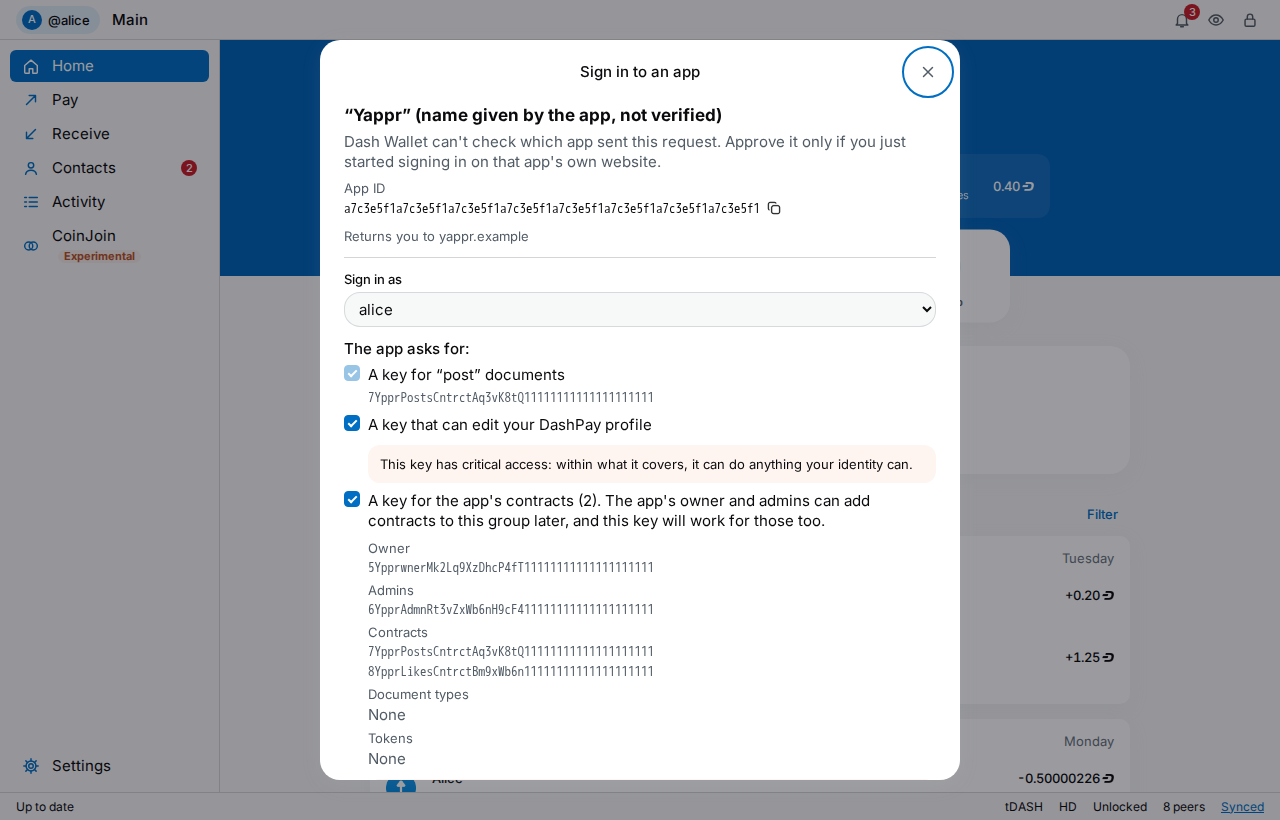 A @alice Main 3
Home
Pay
Receive
Contacts 2
Activity
CoinJoin
Experimental
Settings
Sign in to an app
“Yappr” (name given by the app, not verified)
Dash Wallet can't check which app sent this request. Approve it only if you just
started signing in on that app's own website.
App ID
a7c3e5f1a7c3e5f1a7c3e5f1a7c3e5f1a7c3e5f1a7c3e5f1a7c3e5f1a7c3e5f1
Returns you to yappr.example
Sign in as
alice
The app asks for:
A key for “post” documents
7YpprPostsCntrctAq3vK8tQ11111111111111111111
A key that can edit your DashPay profile
This key has critical access: within what it covers, it can do anything your identity can.
A key for the app's contracts (2). The app's owner and admins can add
contracts to this group later, and this key will work for those too.
Owner
5YpprwnerMk2Lq9XzDhcP4fT11111111111111111111
Admins
6YpprAdmnRt3vZxWb6nH9cF411111111111111111111
Contracts
7YpprPostsCntrctAq3vK8tQ11111111111111111111
8YpprLikesCntrctBm9xWb6n11111111111111111111
Document types
None
Tokens
None
0.40
Filter
Tuesday
+0.20
+1.25
Monday
Alice -0.50000226
Up to date tDASH HD Unlocked 8 peers Synced